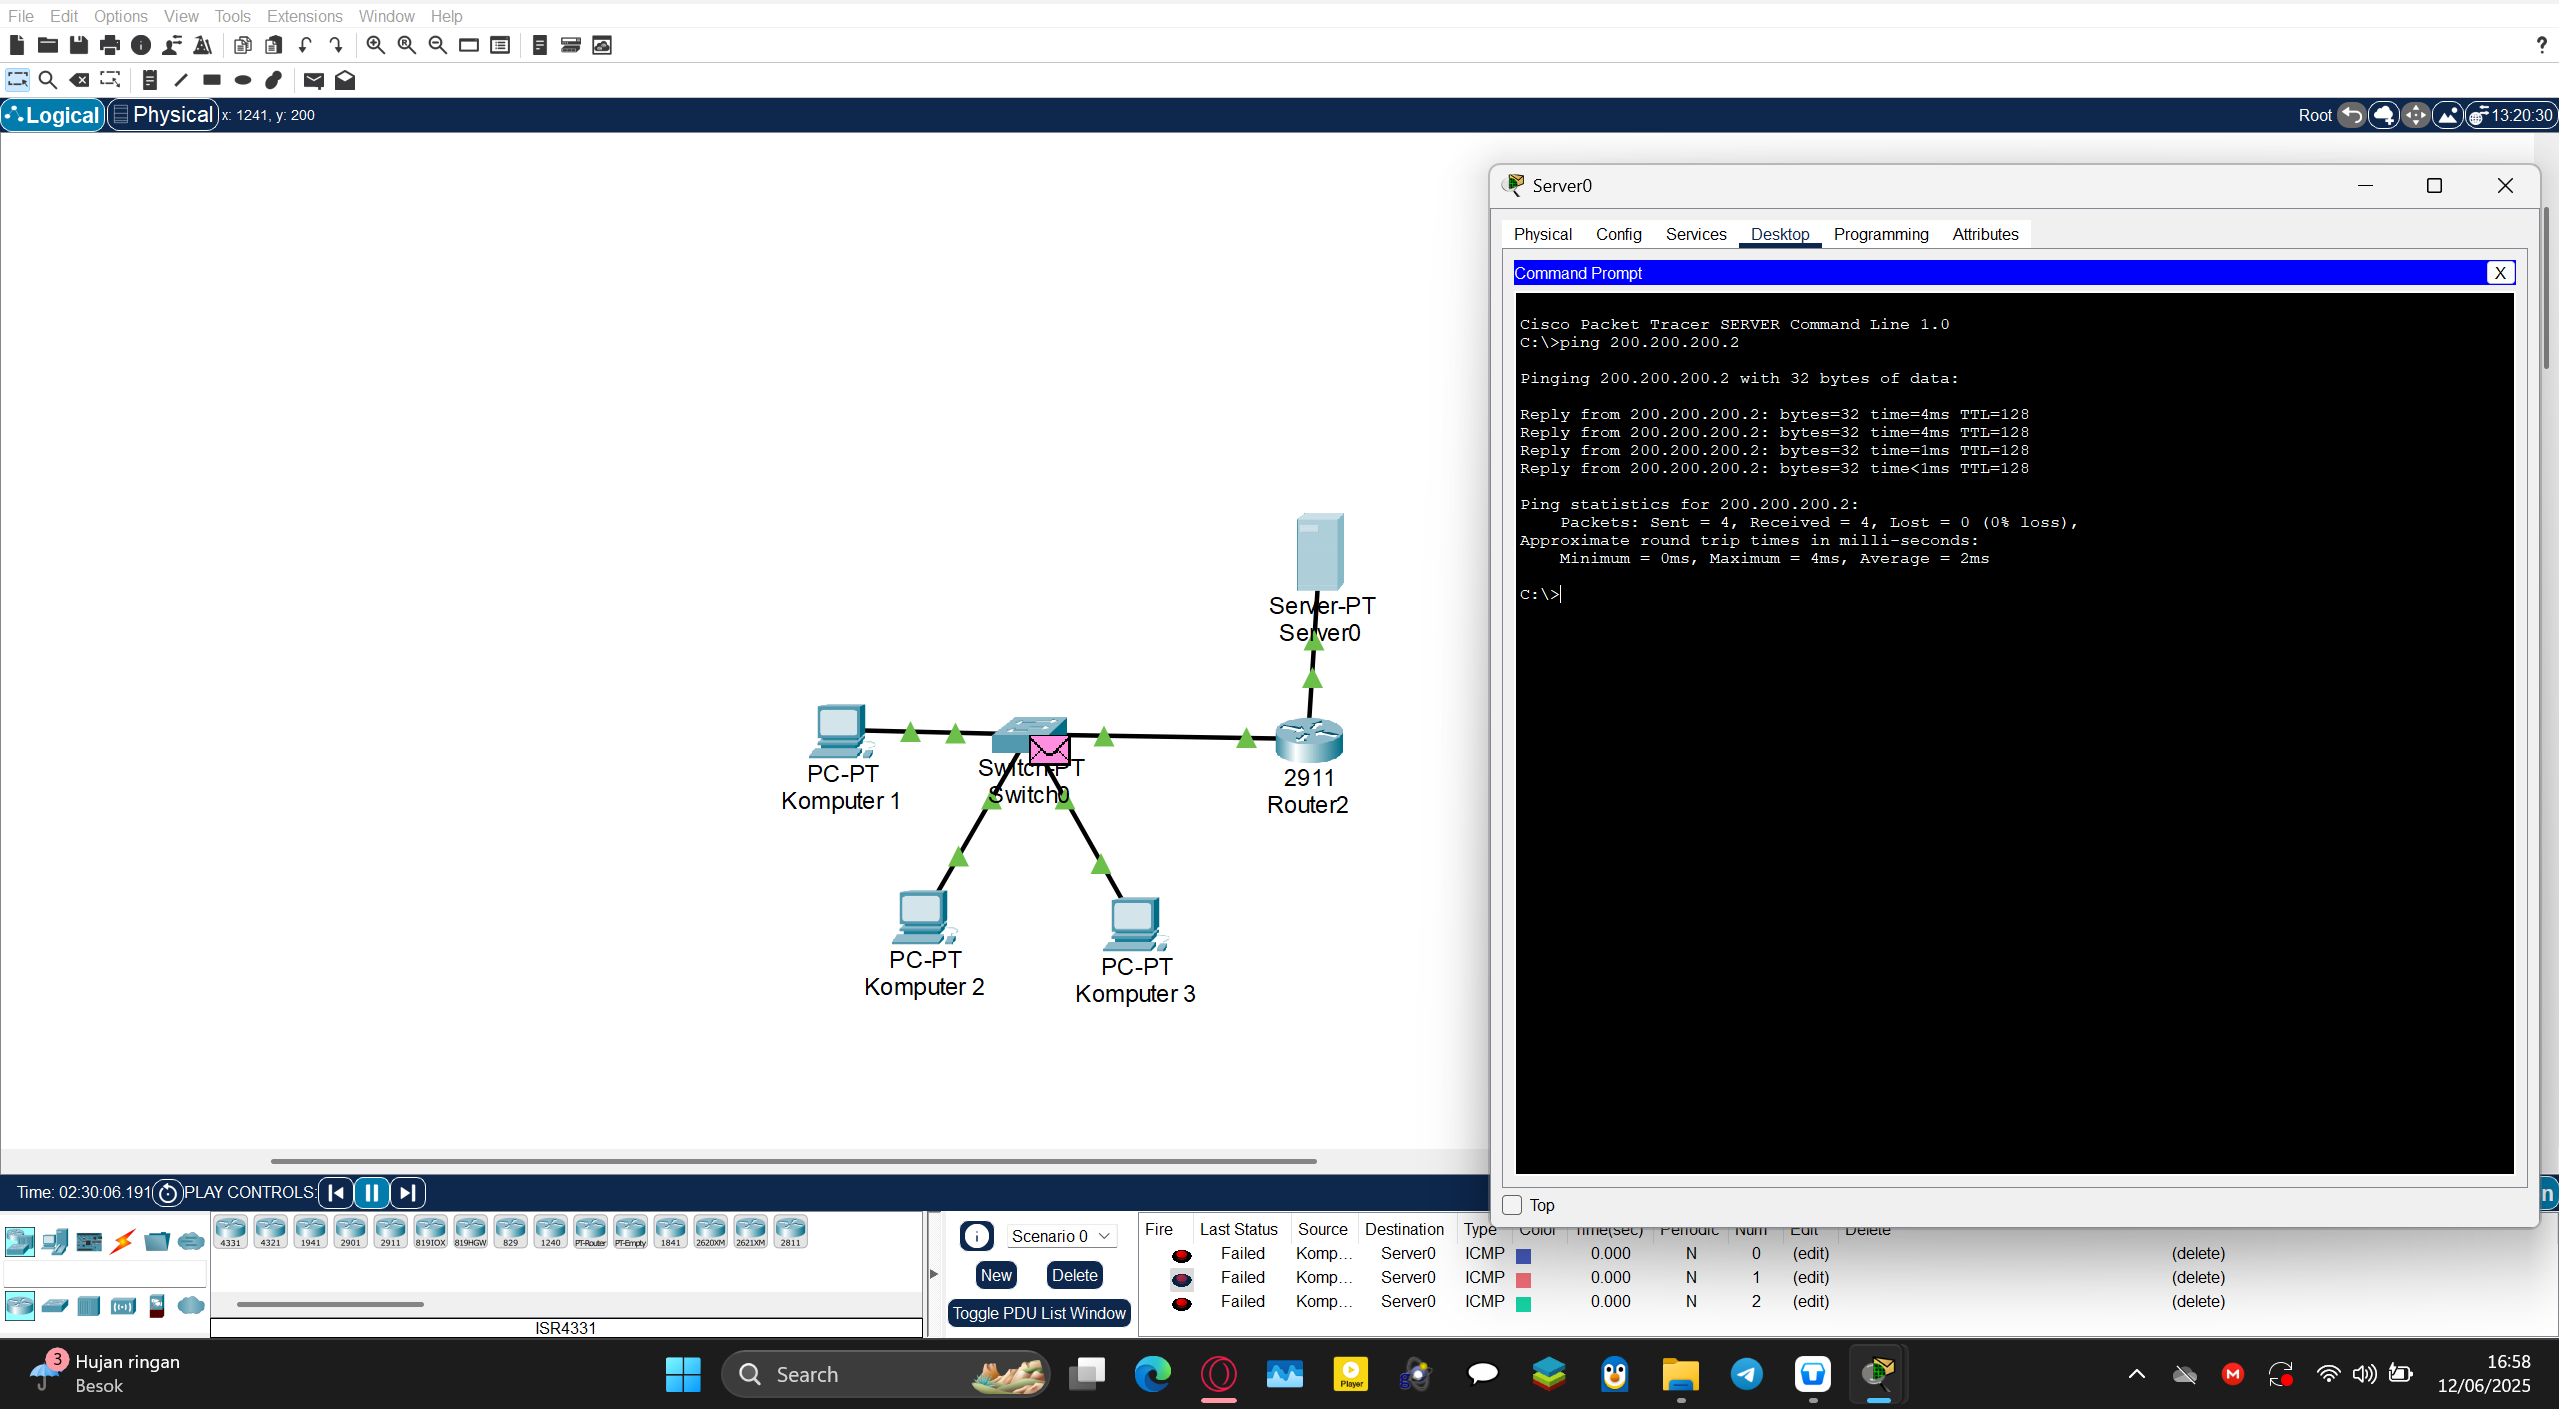 File Edit Options View Tools Extensions Window Help
?
Logical Physical x: 1241, y: 200 Root 13:20:30
Server0
Physical Config Services Desktop Programming Attributes
Command Prompt X
Cisco Packet Tracer SERVER Command Line 1.0
C:\>ping 200.200.200.2
Pinging 200.200.200.2 with 32 bytes of data:
Reply from 200.200.200.2: bytes=32 time=4ms TTL=128
Reply from 200.200.200.2: bytes=32 time=4ms TTL=128
Reply from 200.200.200.2: bytes=32 time=1ms TTL=128
Reply from 200.200.200.2: bytes=32 time<1ms TTL=128
Ping statistics for 200.200.200.2:
Packets: Sent = 4, Received = 4, Lost = 0 (0% loss),
Approximate round trip times in milli-seconds:
Minimum = 0ms, Maximum = 4ms, Average = 2ms
C:\>
Server-PT
Server0
PC-PT
Komputer 1
Switch-PT
Switch0
2911
Router2
PC-PT
Komputer 2
PC-PT
Komputer 3
Top
Time: 02:30:06.191 PLAY CONTROLS:
n
4331 4321 1941 2901 2911 819IOX 819HGW 829 1240 PT-Router PT-Empty 1841 2620XM 2621XM 2811
ISR4331
Scenario 0
New Delete
Toggle PDU List Window
Fire Last Status Source Destination Type Color Time(sec) Periodic Num Edit Delete
Failed Komp... Server0 ICMP 0.000 N 0 (edit) (delete)
Failed Komp... Server0 ICMP 0.000 N 1 (edit) (delete)
Failed Komp... Server0 ICMP 0.000 N 2 (edit) (delete)
3
Hujan ringan
Besok
Search
Player
M
16:58
12/06/2025